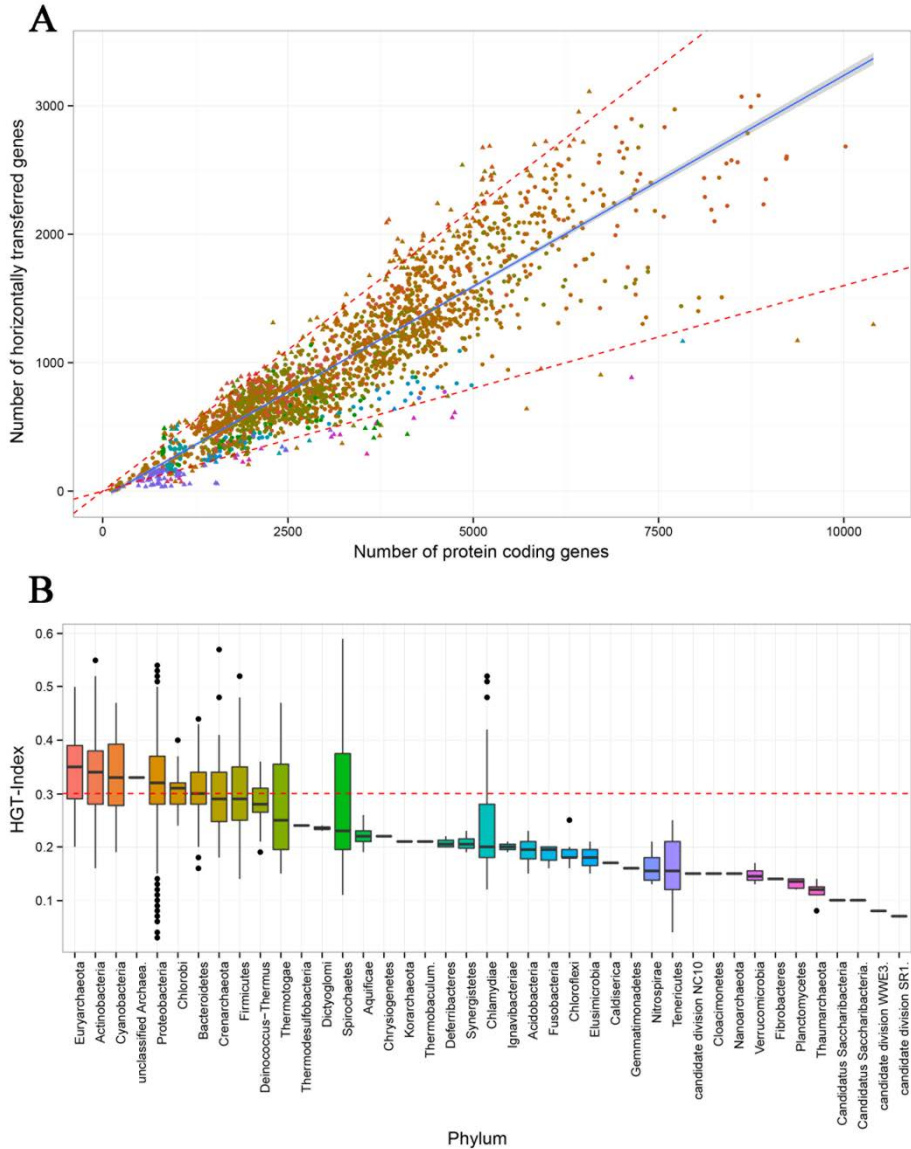 A
Number of horizontally transferred genes
3000
2000
1000
0
0 2500 5000 7500 10000
Number of protein coding genes
B
HGT-Index
0.6
0.5
0.4
0.3
0.2
0.1
Euryarchaeota
Actinobacteria
Cyanobacteria
unclassified Archaea.
Proteobacteria
Chlorobi
Bacteroidetes
Crenarchaeota
Firmicutes
Deinococcus-Thermus
Thermotogae
Thermodesulfobacteria
Dictyoglomi
Spirochaetes
Aquificae
Chrysiogenetes
Korarchaeota
Thermobaculum.
Deferribacteres
Synergistetes
Chlamydiae
Ignavibacteriae
Acidobacteria
Fusobacteria
Chloroflexi
Elusimicrobia
Caldiserica
Gemmatimonadetes
Nitrospirae
Tenericutes
candidate division NC10
Cloacimonetes
Nanoarchaeota
Verrucomicrobia
Fibrobacteres
Planctomycetes
Thaumarchaeota
Candidatus Saccharibacteria
Candidatus Saccharibacteria.
candidate division WWE3.
candidate division SR1.
Phylum